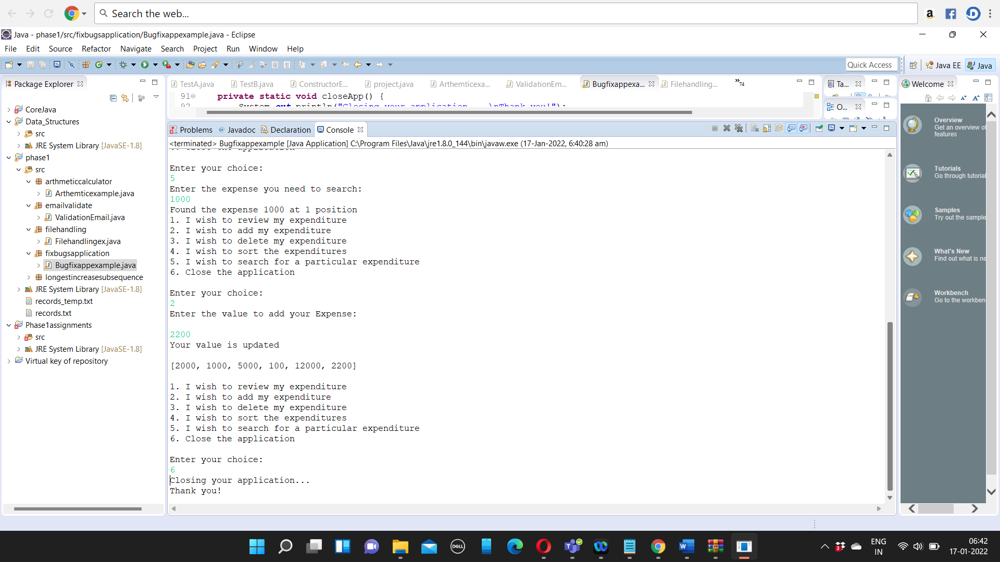 Search the web...
Java - phase1/src/fixbugsapplication/Bugfixappexample.java - Eclipse
File Edit Source Refactor Navigate Search Project Run Window Help
Quick Access
Java EE
Java
Package Explorer
CoreJava
Data_Structures
src
JRE System Library [JavaSE-1.8]
phase1
src
arthmeticcalculator
Arthemticexample.java
emailvalidate
ValidationEmail.java
filehandling
Filehandlingex.java
fixbugsapplication
Bugfixappexample.java
longestincreasesubsequence
JRE System Library [JavaSE-1.8]
records_temp.txt
records.txt
Phase1assignments
src
JRE System Library [JavaSE-1.8]
Virtual key of repository
TestA.java TestB.java ConstructorE... project.java Arthemticexa... ValidationEm... Bugfixappexa... Filehandling... »74
91 private static void closeApp() {
92 System.out.println("Closing your application... \nThank you!");
Ta...
O...
Problems @ Javadoc Declaration Console
<terminated> Bugfixappexample [Java Application] C:\Program Files\Java\jre1.8.0_144\bin\javaw.exe (17-Jan-2022, 6:40:28 am)
6. Close the application
Enter your choice:
5
Enter the expense you need to search:
1000
Found the expense 1000 at 1 position
1. I wish to review my expenditure
2. I wish to add my expenditure
3. I wish to delete my expenditure
4. I wish to sort the expenditures
5. I wish to search for a particular expenditure
6. Close the application
Enter your choice:
2
Enter the value to add your Expense:
2200
Your value is updated
[2000, 1000, 5000, 100, 12000, 2200]
1. I wish to review my expenditure
2. I wish to add my expenditure
3. I wish to delete my expenditure
4. I wish to sort the expenditures
5. I wish to search for a particular expenditure
6. Close the application
Enter your choice:
6
Closing your application...
Thank you!
Welcome
Overview
Get an overview of
features
Tutorials
Go through tutorial
Samples
Try out the sample
What's New
Find out what is ne
Workbench
Go to the workben
DELL
3
ENG
IN
06:42
17-01-2022